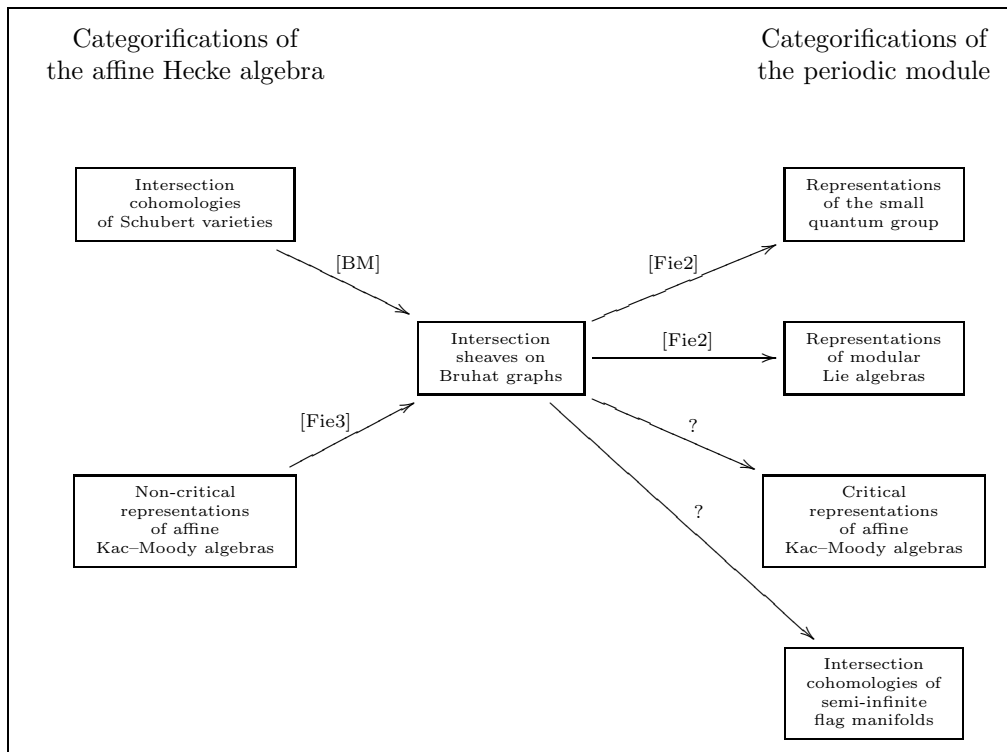 Categorifications of
the affine Hecke algebra
Categorifications of
the periodic module
Intersection
cohomologies
of Schubert varieties
Representations
of the small
quantum group
[BM]
[Fie2]
Intersection
sheaves on
Bruhat graphs
[Fie2]
Representations
of modular
Lie algebras
[Fie3]
?
Non-critical
representations
of affine
Kac–Moody algebras
?
Critical
representations
of affine
Kac–Moody algebras
Intersection
cohomologies of
semi-infinite
flag manifolds